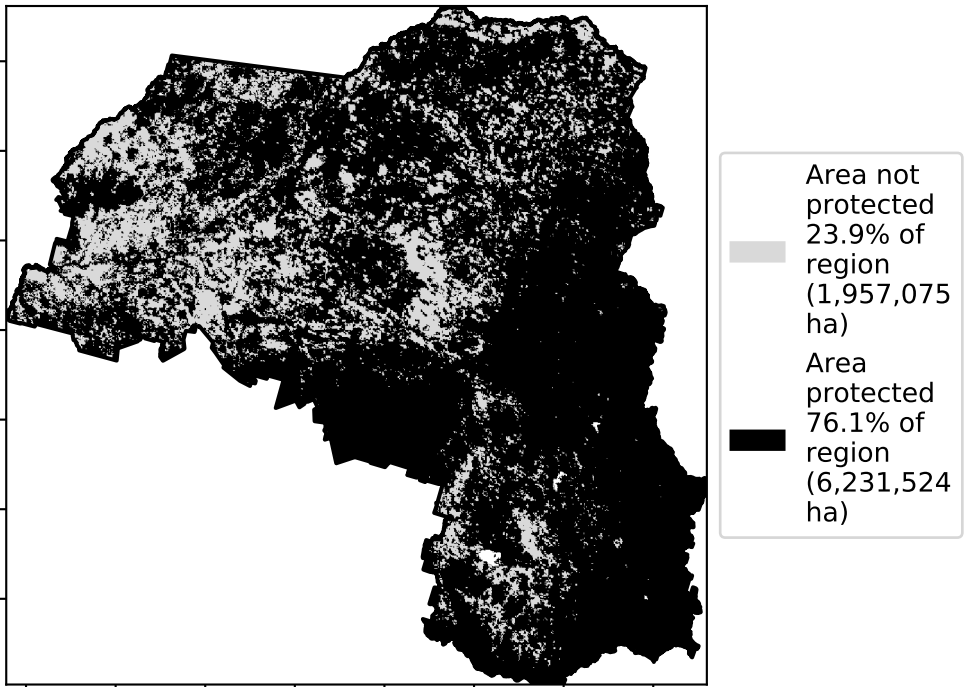 Area not
protected
23.9% of
region
(1,957,075
ha)
Area
protected
76.1% of
region
(6,231,524
ha)